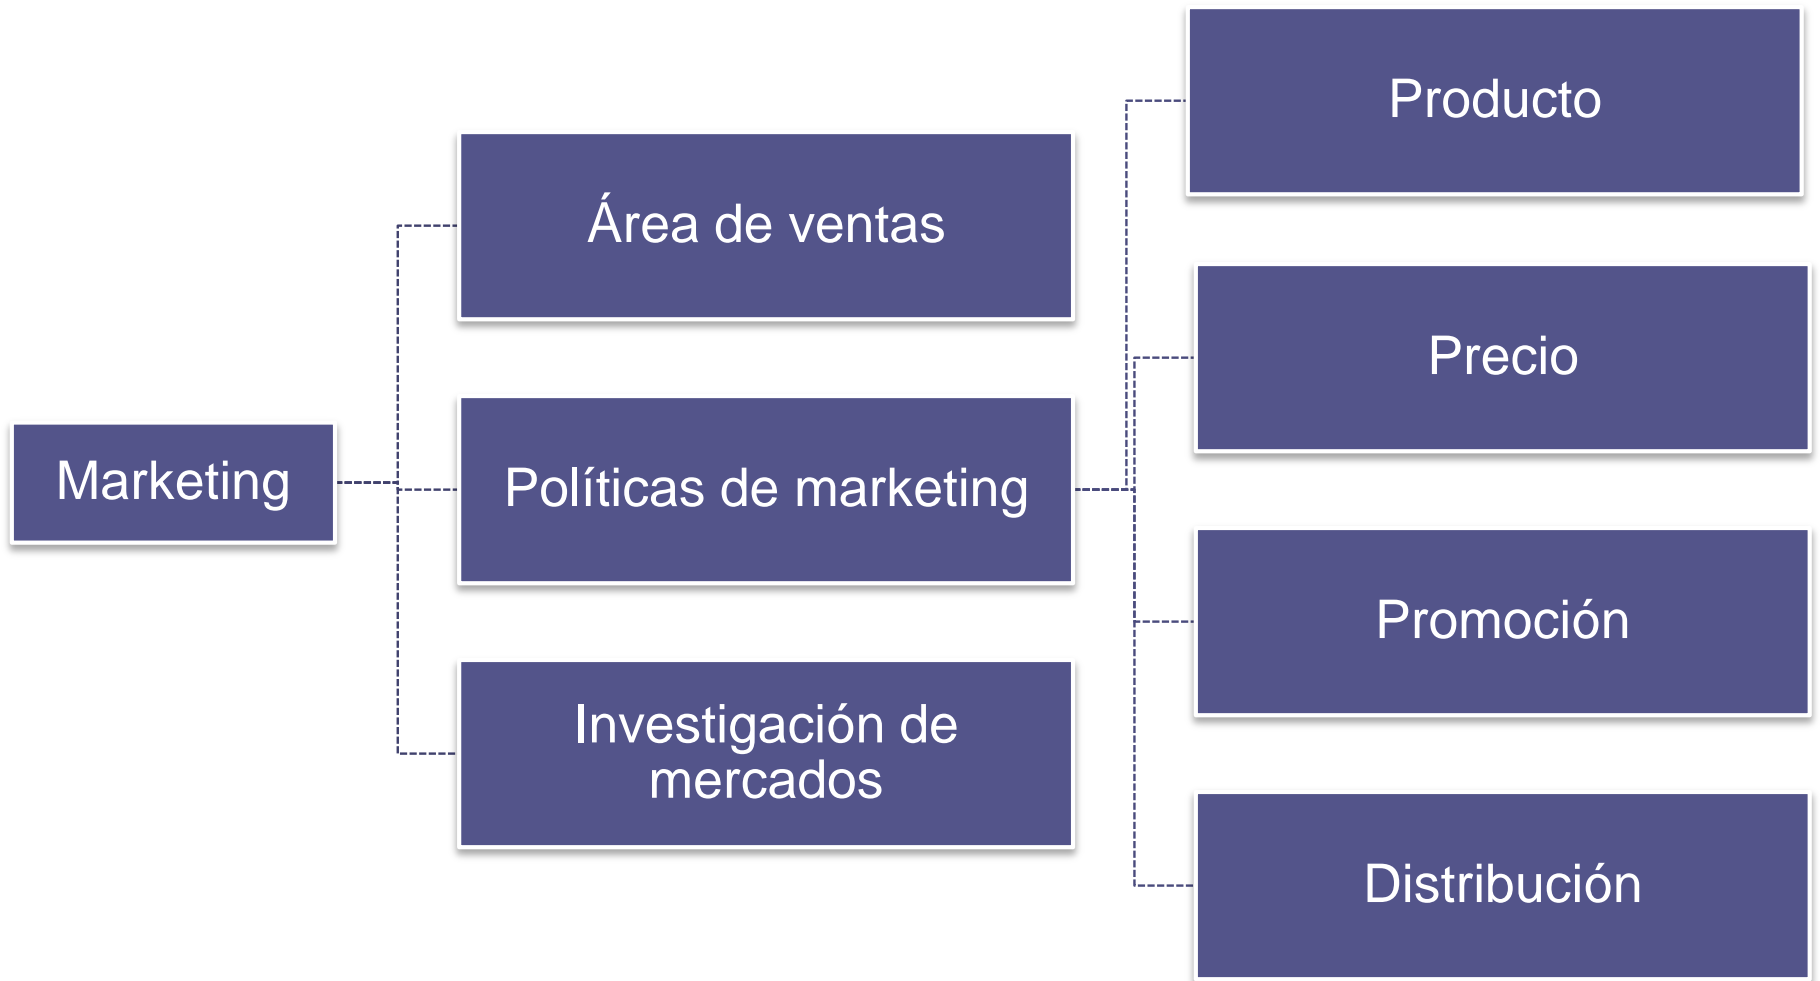 Marketing
Área de ventas
Políticas de marketing
Investigación de
mercados
Producto
Precio
Promoción
Distribución